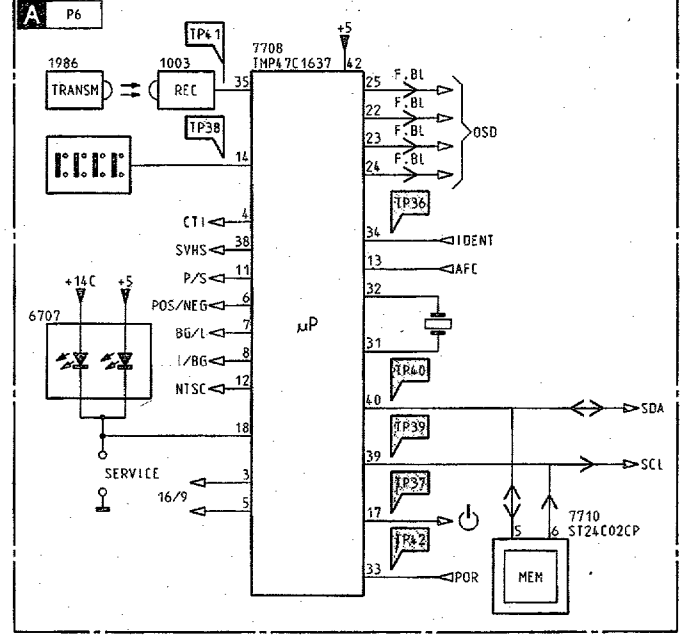 A P6
TP41
+5
1986
1003
7708
TMP47C1637
42
TRANSM
REC
35
25
F.BL
22
F.BL
23
F.BL
24
F.BL
OSD
TP38
14
TP36
CTI
4
34
IDENT
SVHS
38
13
AFC
P/S
11
32
+14C
+5
POS/NEG
6
6707
BG/L
7
µP
I/BG
8
31
NTSC
12
TP40
40
SDA
18
TP39
39
SCL
SERVICE
3
16/9
5
TP37
17
7710
ST24C02CP
5
6
TP42
33
POR
MEM